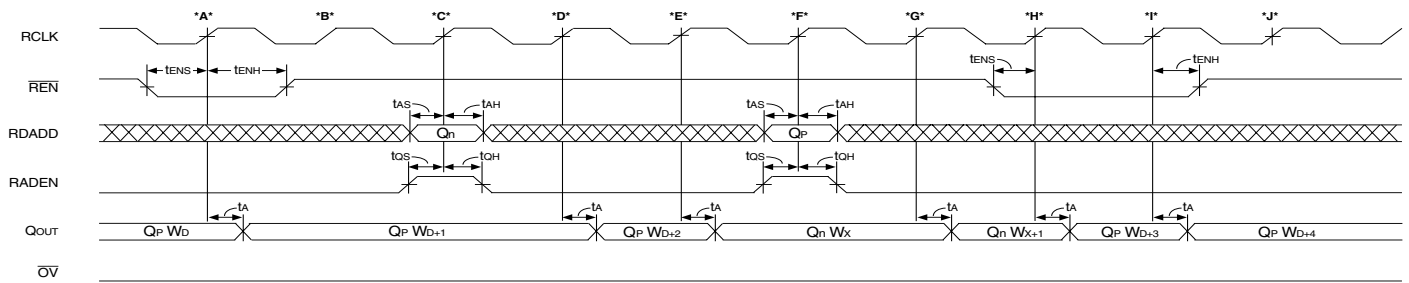 *A* *B* *C* *D* *E* *F* *G* *H* *I* *J*
RCLK
tENS tENH tENS tENH
REN
tAS tAH tAS tAH
RDADD Qn QP
tQS tQH tQS tQH
RADEN
tA tA tA tA tA tA
QOUT QP WD QP WD+1 QP WD+2 Qn WX Qn WX+1 QP WD+3 QP WD+4
OV